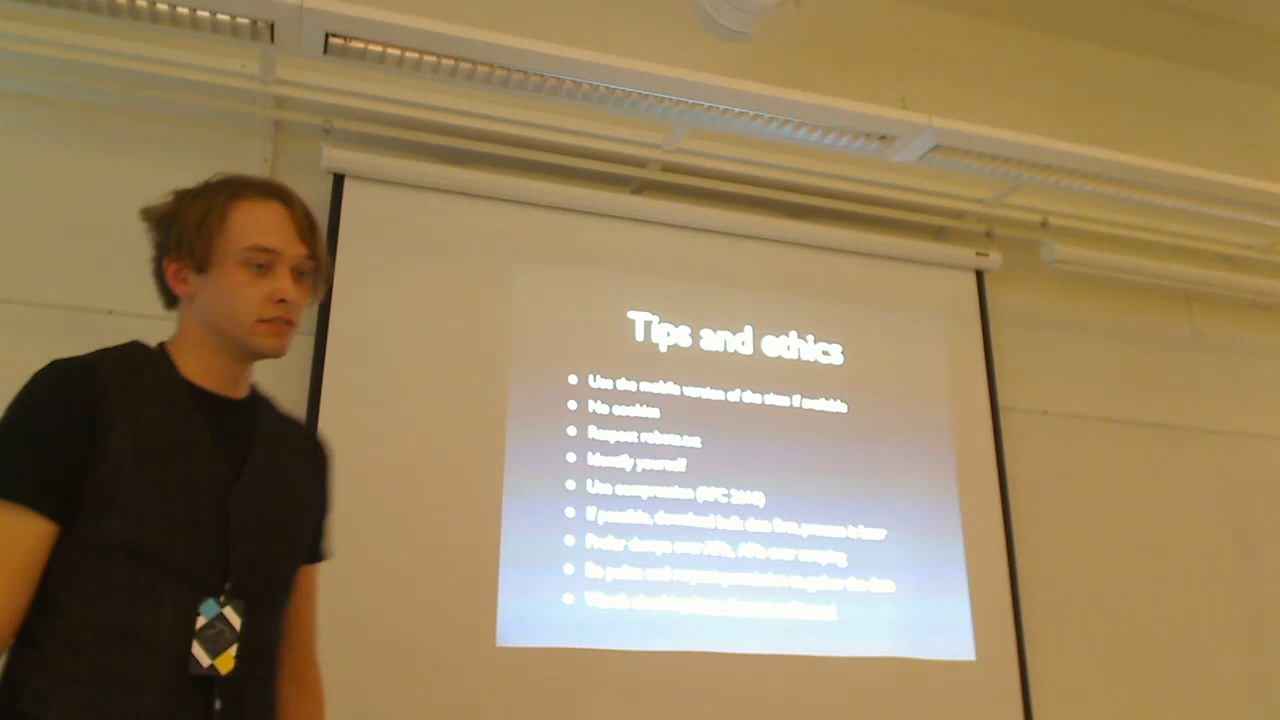 Tips and ethics
Use the mobile version of the sites if available
No cookies
Respect robots.txt
Identify yourself
Use compression (RFC
If possible, download bulk data first, process it later
Prefer dumps over APIs, APIs over scraping
Be polite and request permission to gather the data